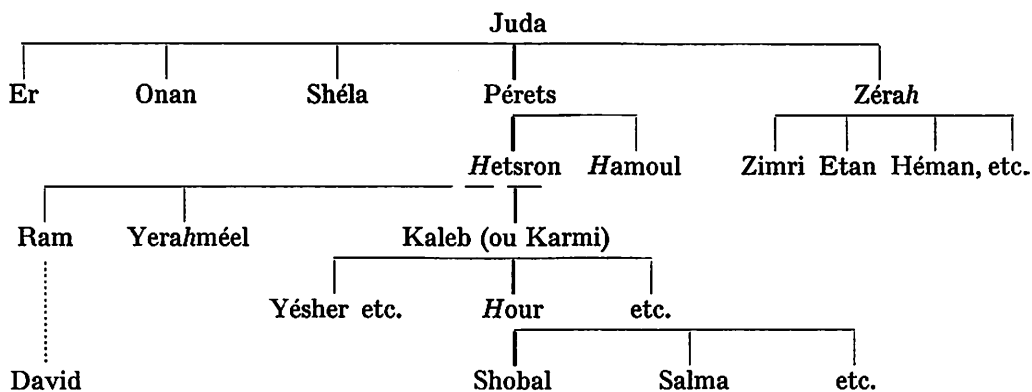 Juda
Er Onan Shéla Pérets Zérah
Hetsron Hamoul Zimri Etan Héman, etc.
Ram Yerahméel Kaleb (ou Karmi)
Yésher etc. Hour etc.
David Shobal Salma etc.